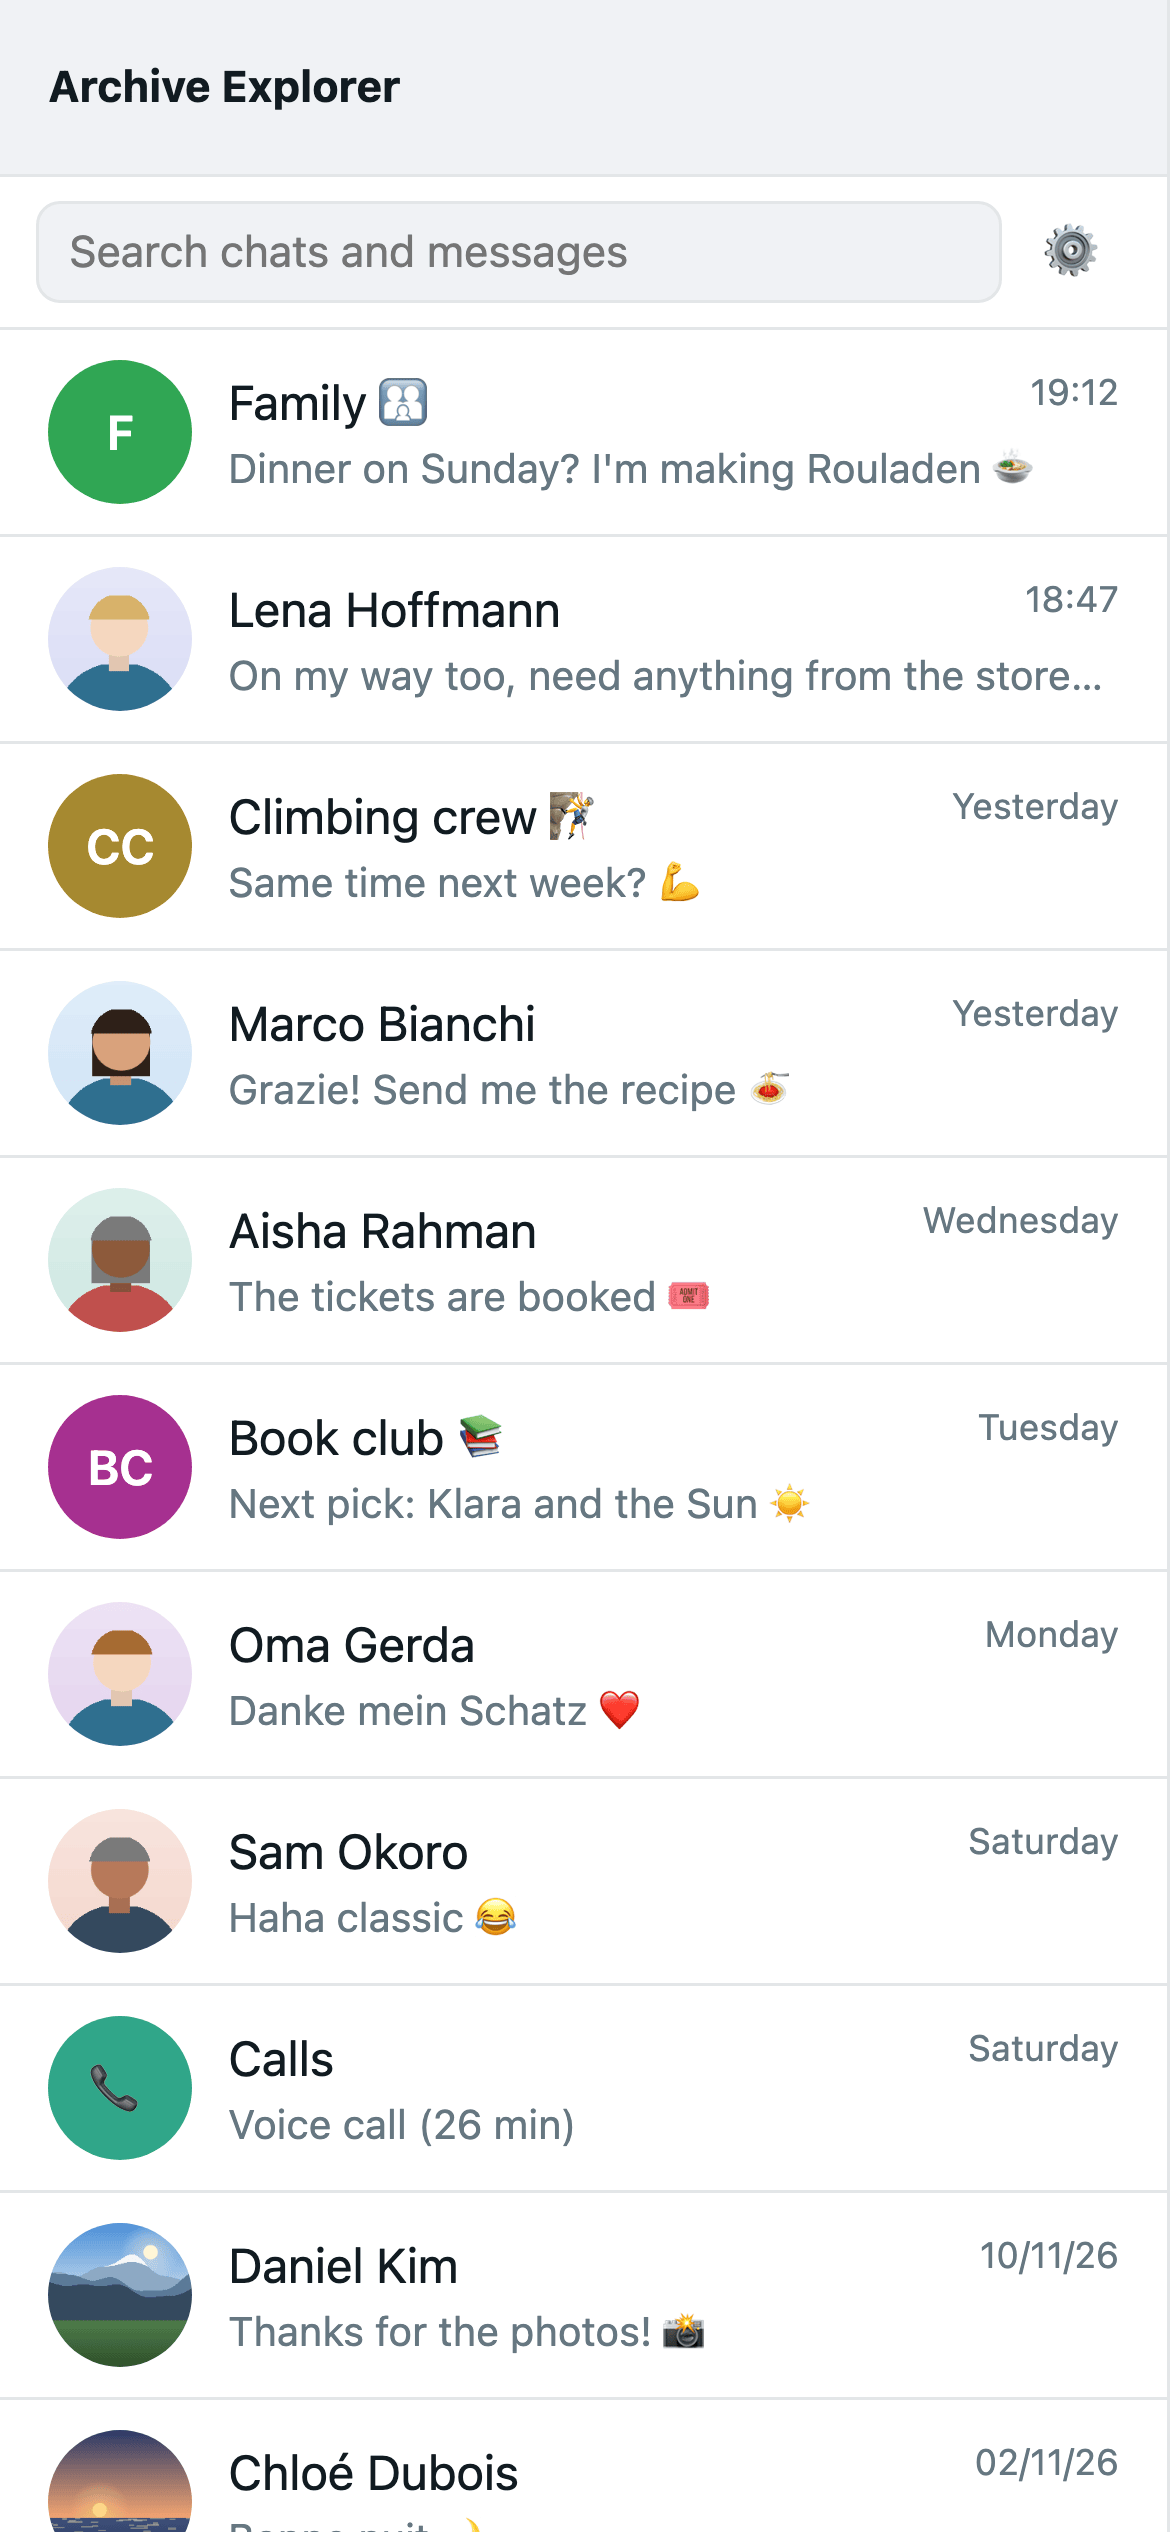 Archive Explorer
Search chats and messages
Family 👨‍👩‍👦
19:12
Dinner on Sunday? I'm making Rouladen 🍲
Lena Hoffmann
18:47
On my way too, need anything from the store...
CC
Climbing crew 🧗
Yesterday
Same time next week? 💪
Marco Bianchi
Yesterday
Grazie! Send me the recipe 🍝
Aisha Rahman
Wednesday
The tickets are booked 🎟️
BC
Book club 📚
Tuesday
Next pick: Klara and the Sun ☀️
Oma Gerda
Monday
Danke mein Schatz ❤️
Sam Okoro
Saturday
Haha classic 😂
Calls
Saturday
Voice call (26 min)
Daniel Kim
10/11/26
Thanks for the photos! 📸
Chloé Dubois
02/11/26